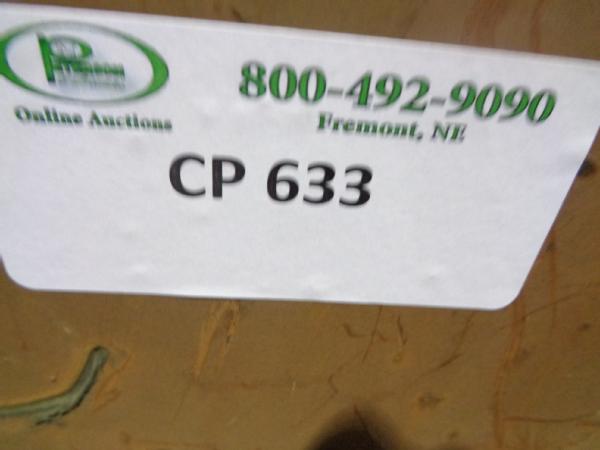 800-492-9090
Online Auctions
Fremont, NE
CP 633